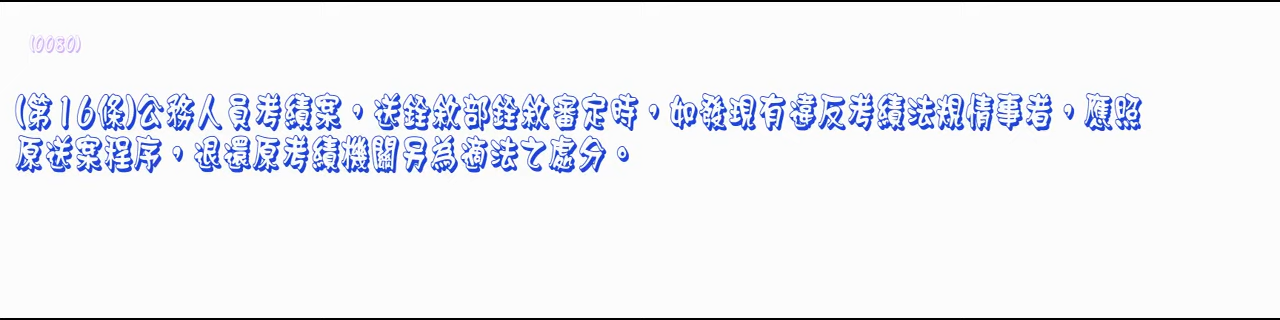 (0030)
(第16條)公務人員考績案，送銓敘部銓敘審定時，如發現有違反考績法規情事者，應照
原送案程序，退還原考績機關另為適法之處分。